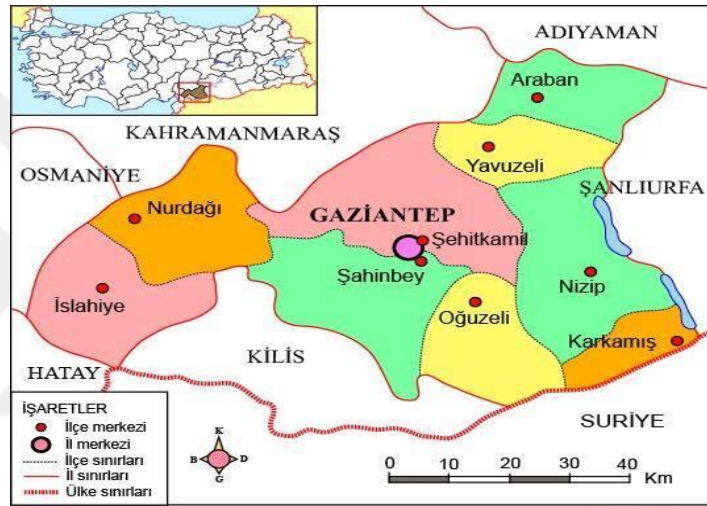 ADIYAMAN
Araban
KAHRAMANMARAŞ
Yavuzeli
OSMANİYE
ŞANLIURFA
Nurdağı
GAZİANTEP
Şehitkamil
Şahinbey
Nizip
İslahiye
Oğuzeli
Karkamış
KİLİS
HATAY
SURİYE
İŞARETLER
İlçe merkezi
İl merkezi
İlçe sınırları
İl sınırları
Ülke sınırları
K
B D
G
0 10 20 30 40 Km